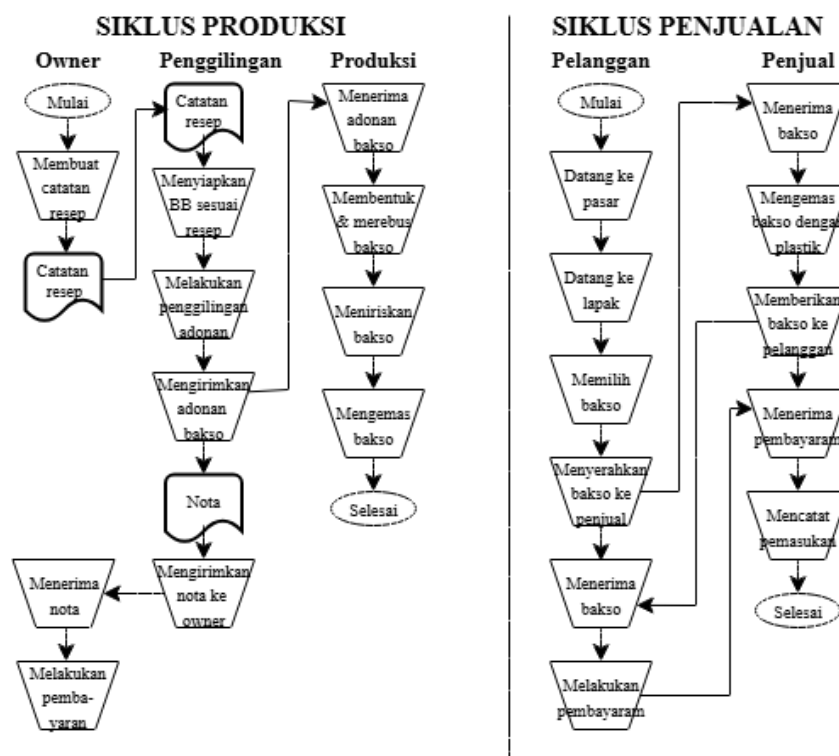 SIKLUS PRODUKSI
Owner
Penggilingan
Produksi
Mulai
Membuat
catatan
resep
Catatan
resep
Menerima
nota
Melakukan
pemba-
yaran
Catatan
resep
Menyiapkan
BB sesuai
resep
Melakukan
penggilingan
adonan
Mengirimkan
adonan
bakso
Nota
Mengirimkan
nota ke
owner
Menerima
adonan
bakso
Membentuk
& merebus
bakso
Meniriskan
bakso
Mengemas
bakso
Selesai
SIKLUS PENJUALAN
Pelanggan
Penjual
Mulai
Datang ke
pasar
Datang ke
lapak
Memilih
bakso
Menyerahkan
bakso ke
penjual
Menerima
bakso
Melakukan
pembayaram
Menerima
bakso
Mengemas
bakso dengan
plastik
Memberikan
bakso ke
pelanggan
Menerima
pembayaram
Mencatat
pemasukan
Selesai